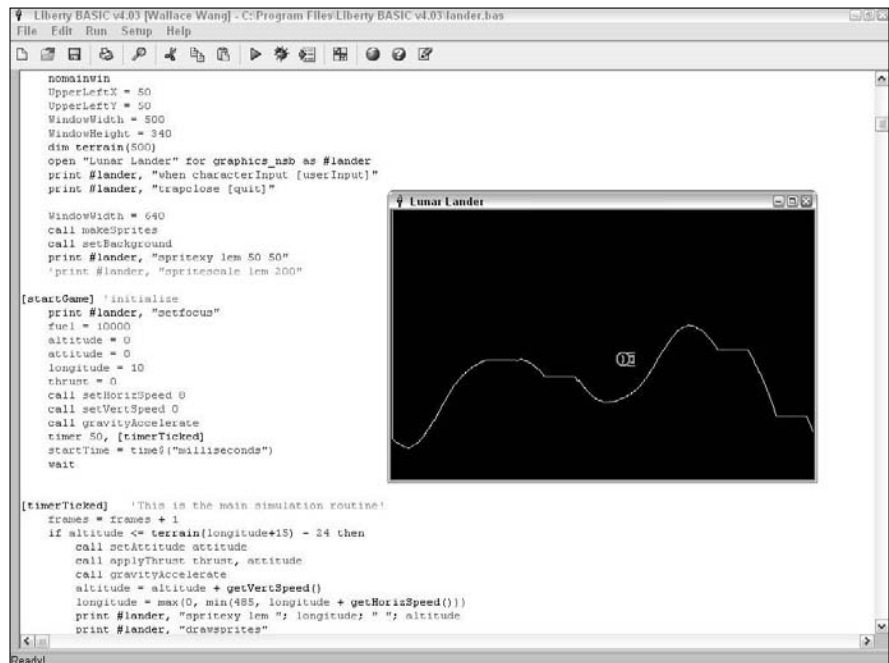 Liberty BASIC v4.03 [Wallace Wang] - C:\Program Files\Liberty BASIC v4.03\lander.bas
File Edit Run Setup Help
nomainwin
UpperLeftX = 50
UpperLeftY = 50
WindowWidth = 500
WindowHeight = 340
dim terrain(500)
open "Lunar Lander" for graphics_nsb as #lander
print #lander, "when characterInput [userInput]"
print #lander, "trapclose [quit]"
WindowWidth = 640
call makeSprites
call setBackground
print #lander, "spritexy lem 50 50"
'print #lander, "spritescale lem 200"
[startGame] 'initialize
print #lander, "setfocus"
fuel = 10000
altitude = 0
attitude = 0
longitude = 10
thrust = 0
call setHorizSpeed 8
call setVertSpeed 0
call gravityAccelerate
timer 50, [timerTicked]
startTime = time$("milliseconds")
wait
[timerTicked] 'This is the main simulation routine'
frames = frames + 1
if altitude <= terrain(longitude+15) - 24 then
call setAttitude attitude
call applyThrust thrust, attitude
call gravityAccelerate
altitude = altitude + getVertSpeed()
longitude = max(0, min(485, longitude + getHorizSpeed()))
print #lander, "spritexy lem "; longitude; " "; altitude
print #lander, "drawsprites"
Lunar Lander
Ready!